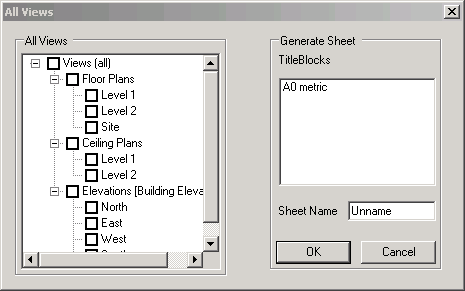 All Views
All Views
Views (all)
Floor Plans
Level 1
Level 2
Site
Ceiling Plans
Level 1
Level 2
Elevations [Building Eleva
North
East
West
Generate Sheet
TitleBlocks
A0 metric
Sheet Name Unname
OK Cancel